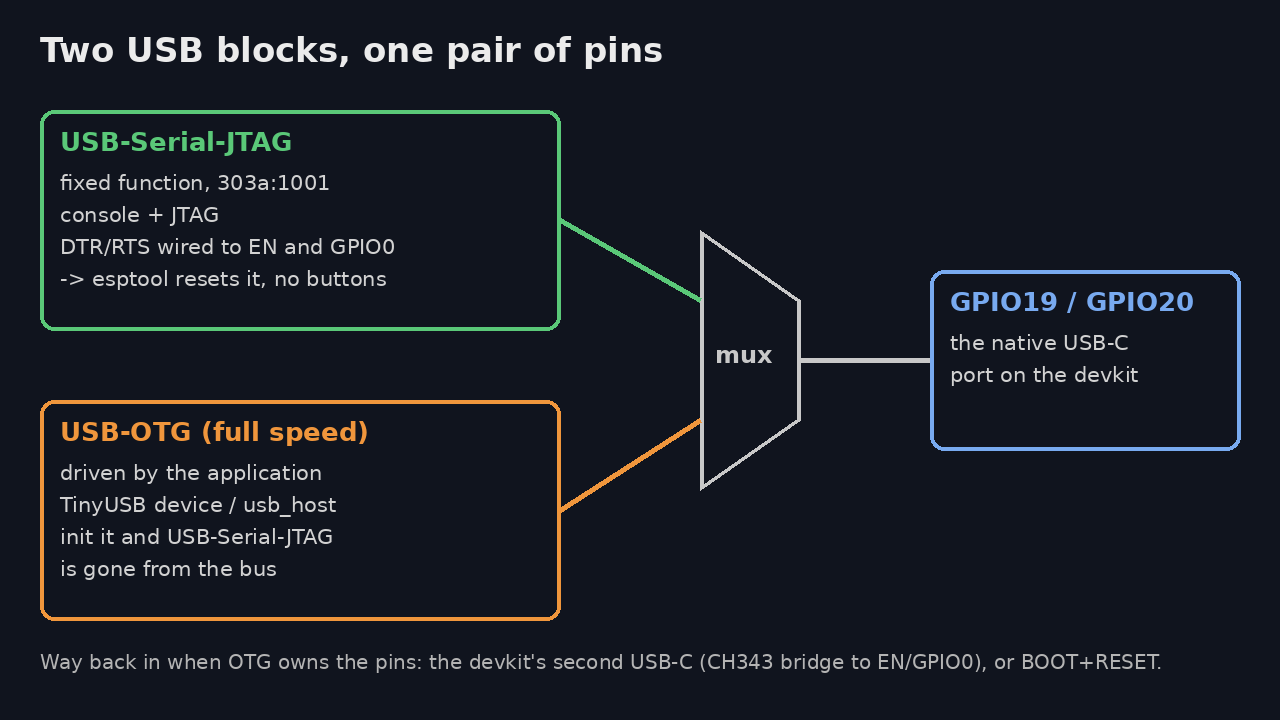 Two USB blocks, one pair of pins
USB-Serial-JTAG
fixed function, 303a:1001
console + JTAG
DTR/RTS wired to EN and GPIO0
-> esptool resets it, no buttons
mux
GPIO19 / GPIO20
the native USB-C
port on the devkit
USB-OTG (full speed)
driven by the application
TinyUSB device / usb_host
init it and USB-Serial-JTAG
is gone from the bus
Way back in when OTG owns the pins: the devkit's second USB-C (CH343 bridge to EN/GPIO0), or BOOT+RESET.